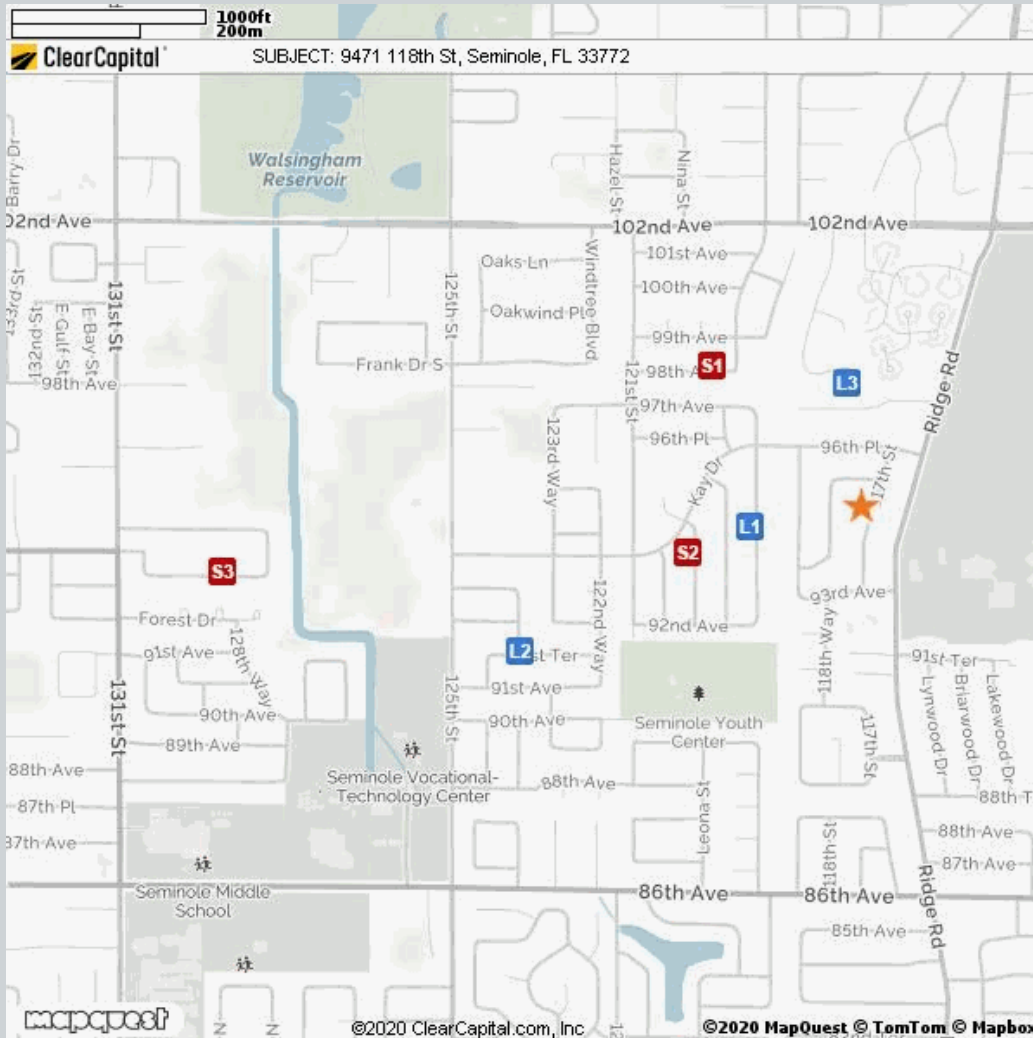 1000ft
200m
ClearCapital
SUBJECT: 9471 118th St, Seminole, FL 33772
Barry Dr
Walsingham
Reservoir
Hazel St
Nina St
102nd Ave
102nd Ave
101st Ave
Oaks Ln
100th Ave
Windtree Blvd
125th St
131st St
E Bay St
E Gulf St
132nd St
Oakwind Pl
99th Ave
Frank Dr S
98th
S1
98th Ave
L3
121st St
Ridge Rd
97th Ave
96th Pl
96th Pl
123rd Way
Kay Dr
17th St
L1
S2
S3
93rd Ave
122nd Way
Forest Dr
92nd Ave
118th Way
128th Way
91st Ave
L2
st Ter
91st Ter
91st Ave
Lynwood Dr
Briarwood Dr
Lakewood Dr
131st St
125th St
90th Ave
90th Ave
Seminole Youth
Center
117th St
89th Ave
88th Ave
Seminole Vocational-
Technology Center
88th Ave
88th T
87th Pl
Leona St
118th St
88th Ave
87th Ave
87th Ave
Seminole Middle
School
86th Ave
86th Ave
Ridge Rd
85th Ave
mapquest
©2020 ClearCapital.com, Inc
©2020 MapQuest © TomTom © Mapbox